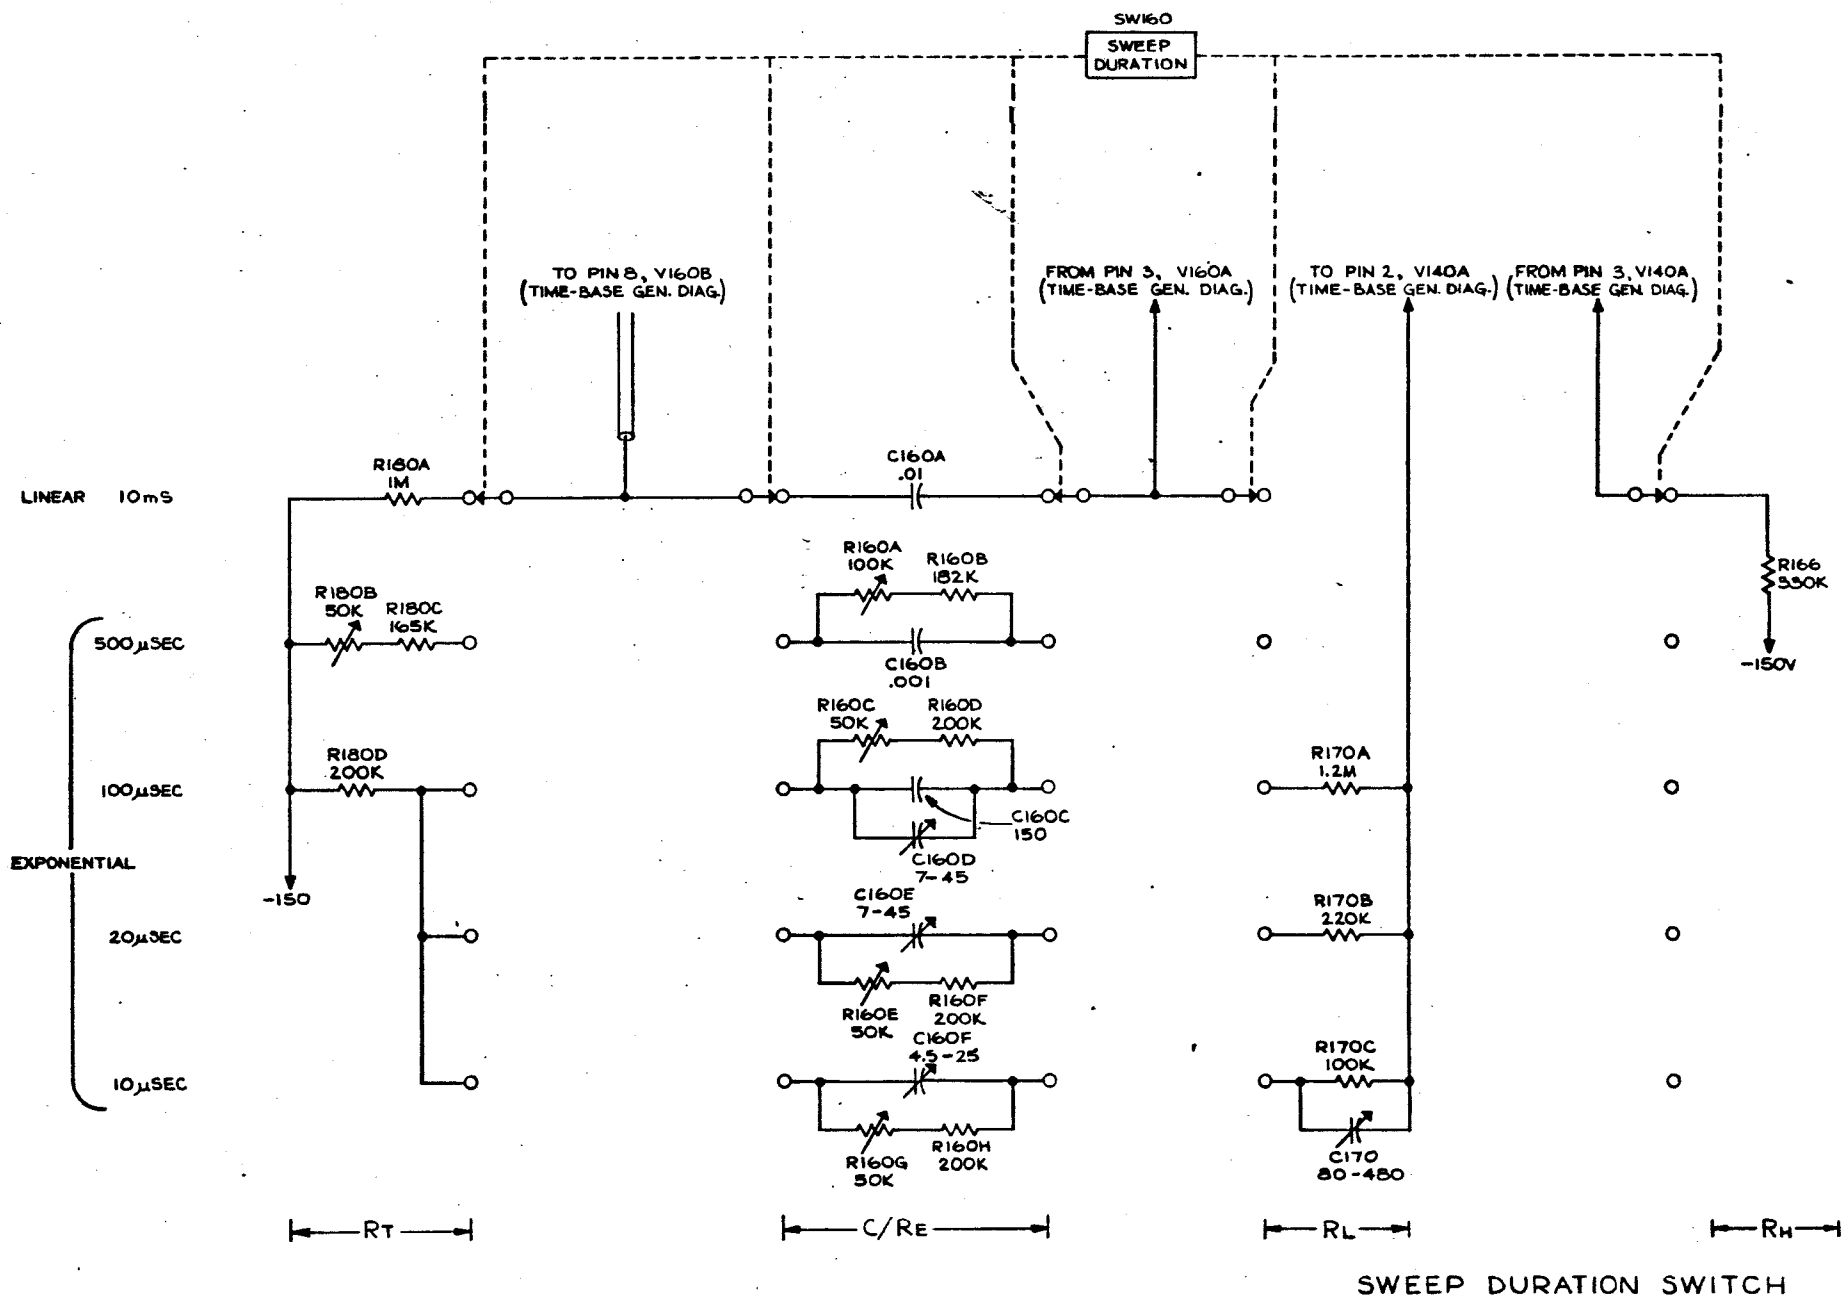 SW160
SWEEP
DURATION
TO PIN 8, V160B
(TIME-BASE GEN. DIAG.)
FROM PIN 3, V160A
(TIME-BASE GEN. DIAG.)
TO PIN 2, V140A
(TIME-BASE GEN. DIAG.)
FROM PIN 3, V140A
(TIME-BASE GEN. DIAG.)
LINEAR 10mS
R180A
1M
C160A
.01
R166
330K
-150V
500µSEC
R180B
50K
R180C
165K
R160A
100K
R160B
182K
C160B
.001
100µSEC
R180D
200K
R160C
50K
R160D
200K
C160C
150
C160D
7-45
R170A
1.2M
EXPONENTIAL
-150
20µSEC
C160E
7-45
R160E
50K
R160F
200K
R170B
220K
10µSEC
C160F
4.5-25
R160G
50K
R160H
200K
R170C
100K
C170
80-480
RT
C/RE
RL
RH
SWEEP DURATION SWITCH